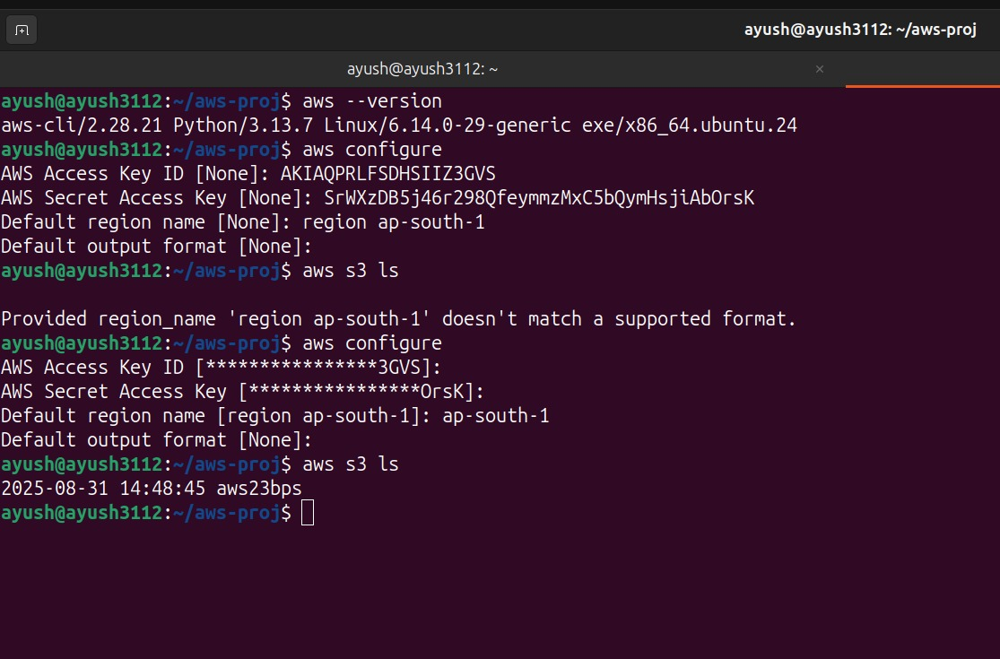 ayush@ayush3112: ~/aws-proj
ayush@ayush3112: ~
ayush@ayush3112:~/aws-proj$ aws --version
aws-cli/2.28.21 Python/3.13.7 Linux/6.14.0-29-generic exe/x86_64.ubuntu.24
ayush@ayush3112:~/aws-proj$ aws configure
AWS Access Key ID [None]: AKIAQPRLFSDHSIIZ3GVS
AWS Secret Access Key [None]: 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
Default region name [None]: region ap-south-1
Default output format [None]:
ayush@ayush3112:~/aws-proj$ aws s3 ls
Provided region_name 'region ap-south-1' doesn't match a supported format.
ayush@ayush3112:~/aws-proj$ aws configure
AWS Access Key ID [****************3GVS]:
AWS Secret Access Key [****************OrsK]:
Default region name [region ap-south-1]: ap-south-1
Default output format [None]:
ayush@ayush3112:~/aws-proj$ aws s3 ls
2025-08-31 14:48:45 aws23bps
ayush@ayush3112:~/aws-proj$